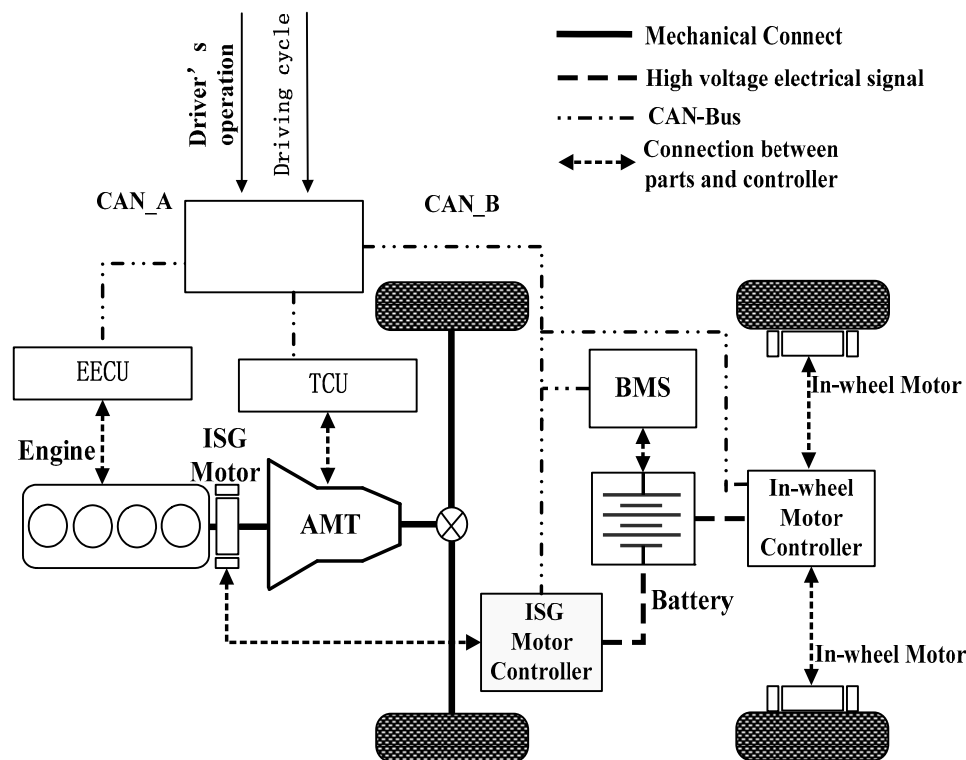 Driver's
operation
Driving cycle
Mechanical Connect
High voltage electrical signal
CAN-Bus
Connection between
parts and controller
CAN_A
CAN_B
EECU
TCU
BMS
In-wheel Motor
Engine
ISG
Motor
AMT
In-wheel
Motor
Controller
Battery
ISG
Motor
Controller
In-wheel Motor